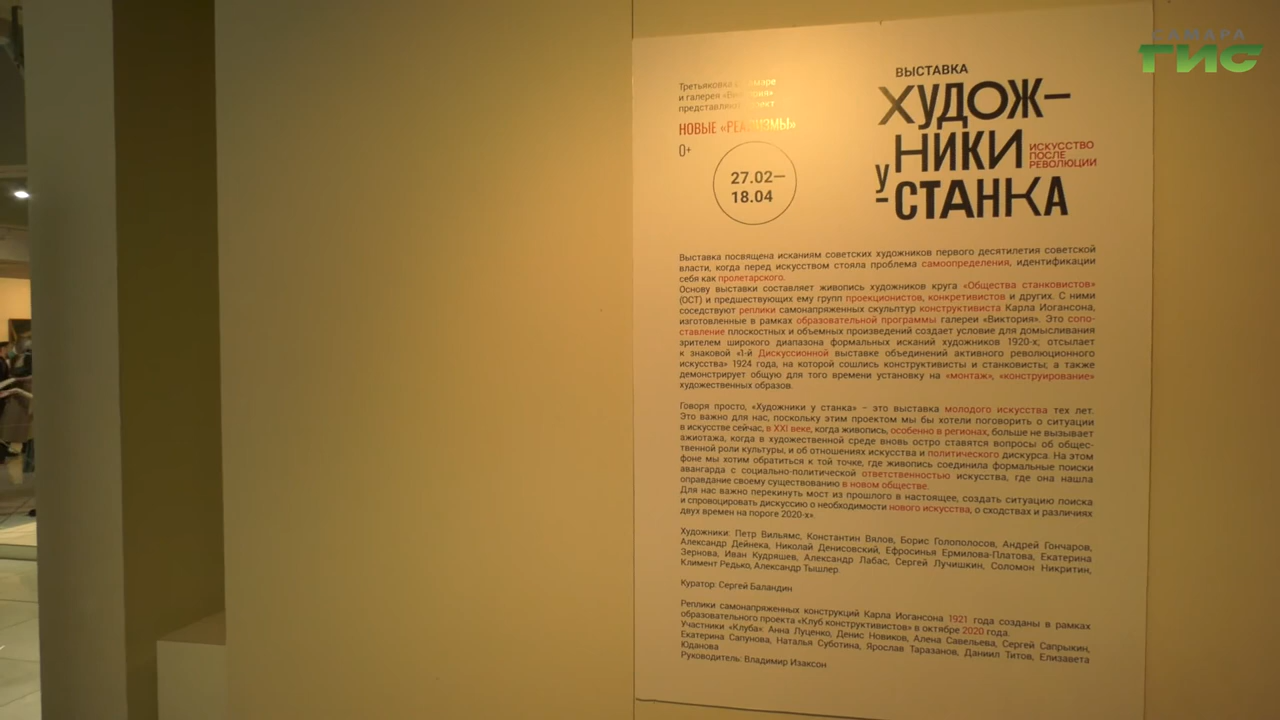 САМАРА
ГИС
Третьяковка в Самаре
и галерея «Виктория»
представляют проект
НОВЫЕ «РЕАЛИЗМЫ»
0+
27.02—
18.04
ВЫСТАВКА
ХУДОЖ—
НИКИ
У
-СТАНКА
ИСКУССТВО
ПОСЛЕ
РЕВОЛЮЦИИ
Выставка посвящена исканиям советских художников первого десятилетия советской
власти, когда перед искусством стояла проблема самоопределения, идентификации
себя как пролетарского.
Основу выставки составляет живопись художников круга «Общества станковистов»
(ОСТ) и предшествующих ему групп проекционистов, конкретивистов и других. С ними
соседствуют реплики самонапряженных скульптур конструктивиста Карла Иогансона,
изготовленные в рамках образовательной программы галереи «Виктория». Это сопо-
ставление плоскостных и объемных произведений создает условие для домысливания
зрителем широкого диапазона формальных исканий художников 1920-х; отсылает
к знаковой «1-й Дискуссионной выставке объединений активного революционного
искусства» 1924 года, на которой сошлись конструктивисты и станковисты; а также
демонстрирует общую для того времени установку на «монтаж», «конструирование»
художественных образов.
Говоря просто, «Художники у станка» – это выставка молодого искусства тех лет.
Это важно для нас, поскольку этим проектом мы бы хотели поговорить о ситуации
в искусстве сейчас, в XXI веке, когда живопись, особенно в регионах, больше не вызывает
ажиотажа, когда в художественной среде вновь остро ставятся вопросы об общес-
твенной роли культуры, и об отношениях искусства и политического дискурса. На этом
фоне мы хотим обратиться к той точке, где живопись соединила формальные поиски
авангарда с социально-политической ответственностью искусства, где она нашла
оправдание своему существованию в новом обществе.
Для нас важно перекинуть мост из прошлого в настоящее, создать ситуацию поиска
и спровоцировать дискуссию о необходимости нового искусства, о сходствах и различиях
двух времен на пороге 2020-х».
Художники: Петр Вильямс, Константин Вялов, Борис Голополосов, Андрей Гончаров,
Александр Дейнека, Николай Денисовский, Ефросинья Ермилова-Платова, Екатерина
Зернова, Иван Кудряшев, Александр Лабас, Сергей Лучишкин, Соломон Никритин,
Климент Редько, Александр Тышлер
Куратор: Сергей Баландин
Реплики самонапряженных конструкций Карла Иогансона 1921 года созданы в рамках
образовательного проекта «Клуб конструктивистов» в октябре 2020 года.
Участники «Клуба»: Анна Луценко, Денис Новиков, Алена Савельева, Сергей Сапрыкин,
Екатерина Сапунова, Наталья Суботина, Ярослав Таразанов, Даниил Титов, Елизавета
Юданова
Руководитель: Владимир Изаксон